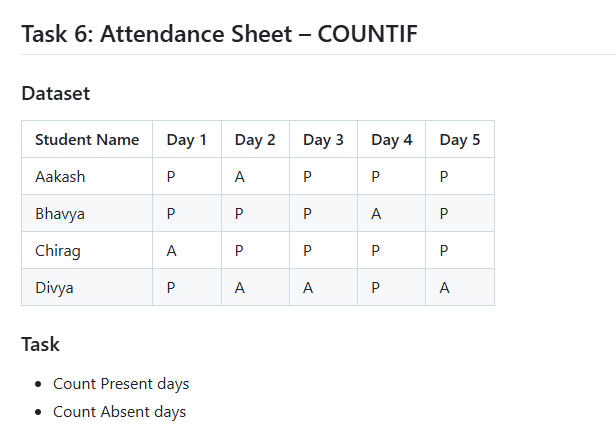 Task 6: Attendance Sheet – COUNTIF
Dataset
Student Name Day 1 Day 2 Day 3 Day 4 Day 5
Aakash P A P P P
Bhavya P P P A P
Chirag A P P P P
Divya P A A P A
Task
• Count Present days
• Count Absent days